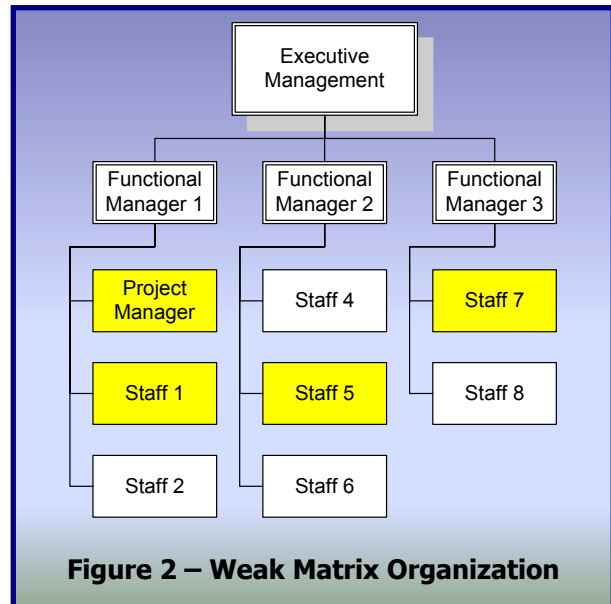 Executive
Management
Functional
Manager 1
Functional
Manager 2
Functional
Manager 3
Project
Manager
Staff 4
Staff 7
Staff 1
Staff 5
Staff 8
Staff 2
Staff 6
Figure 2 – Weak Matrix Organization